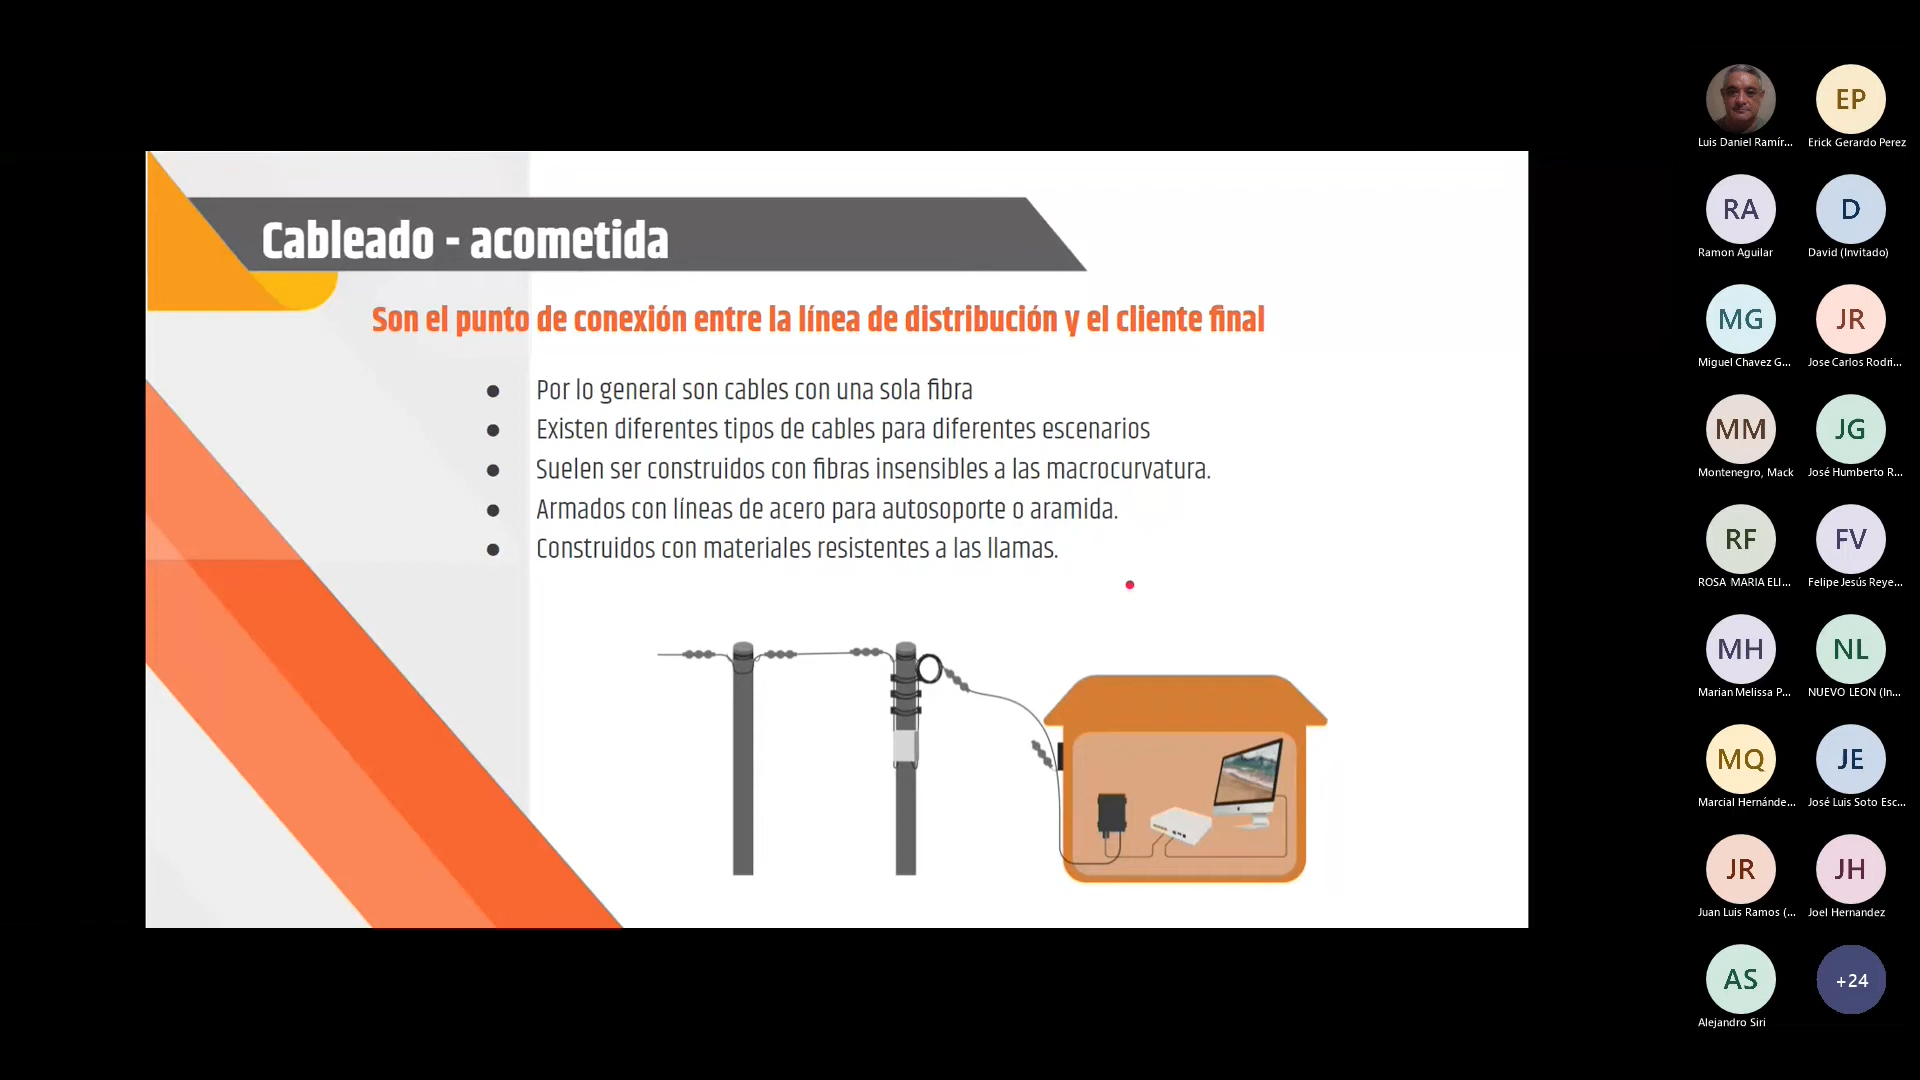 Cableado - acometida
Son el punto de conexión entre la línea de distribución y el cliente final
Por lo general son cables con una sola fibra
Existen diferentes tipos de cables para diferentes escenarios
Suelen ser construidos con fibras insensibles a las macrocurvatura.
Armados con líneas de acero para autosoporte o aramida.
Construidos con materiales resistentes a las llamas.
EP
Luis Daniel Ramír...
Erick Gerardo Perez
RA
D
Ramon Aguilar
David (Invitado)
MG
JR
Miguel Chavez G...
Jose Carlos Rodri...
MM
JG
Montenegro, Mack
José Humberto R...
RF
FV
ROSA MARIA ELI...
Felipe Jesús Reye...
MH
NL
Marian Melissa P...
NUEVO LEON (In...
MQ
JE
Marcial Hernánde...
José Luis Soto Esc...
JR
JH
Juan Luis Ramos (...
Joel Hernandez
AS
+24
Alejandro Siri